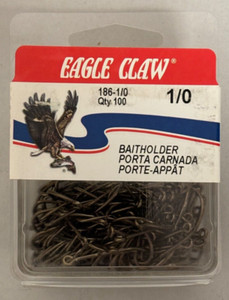 EAGLE CLAW
186-1/0
Qty. 100
1/0
BAITHOLDER
PORTA CARNADA
PORTE-APPÂT